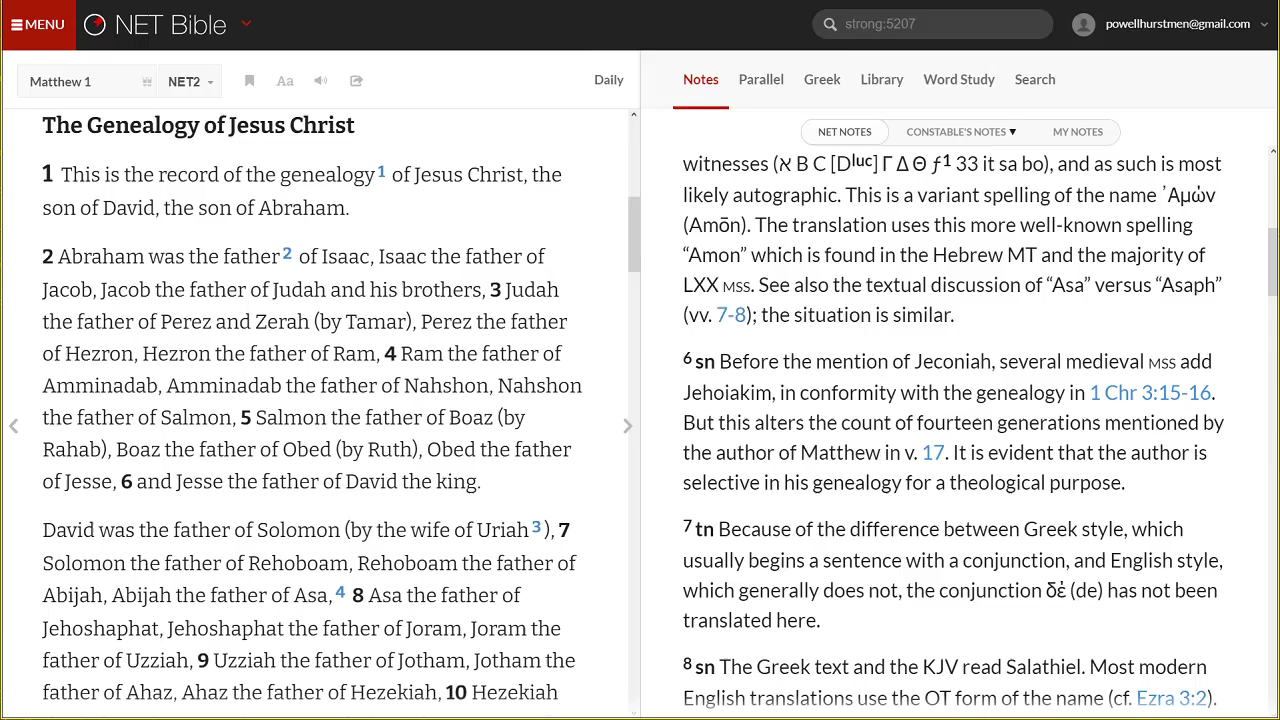 MENU NET Bible strong:5207 powellhurstmen@gmail.com
Matthew 1 NET2 Aa Daily
Notes Parallel Greek Library Word Study Search
NET NOTES CONSTABLE'S NOTES ▼ MY NOTES
The Genealogy of Jesus Christ
1 This is the record of the genealogy 1 of Jesus Christ, the
son of David, the son of Abraham.
2 Abraham was the father 2 of Isaac, Isaac the father of
Jacob, Jacob the father of Judah and his brothers, 3 Judah
the father of Perez and Zerah (by Tamar), Perez the father
of Hezron, Hezron the father of Ram, 4 Ram the father of
Amminadab, Amminadab the father of Nahshon, Nahshon
the father of Salmon, 5 Salmon the father of Boaz (by
Rahab), Boaz the father of Obed (by Ruth), Obed the father
of Jesse, 6 and Jesse the father of David the king.
David was the father of Solomon (by the wife of Uriah 3 ), 7
Solomon the father of Rehoboam, Rehoboam the father of
Abijah, Abijah the father of Asa, 4 8 Asa the father of
Jehoshaphat, Jehoshaphat the father of Joram, Joram the
father of Uzziah, 9 Uzziah the father of Jotham, Jotham the
father of Ahaz, Ahaz the father of Hezekiah, 10 Hezekiah
witnesses (א B C [Dluc] Γ Δ Θ ƒ1 33 it sa bo), and as such is most
likely autographic. This is a variant spelling of the name ᾿Αμών
(Amōn). The translation uses this more well-known spelling
“Amon” which is found in the Hebrew MT and the majority of
LXX MSS. See also the textual discussion of “Asa” versus “Asaph”
(vv. 7-8); the situation is similar.
6 sn Before the mention of Jeconiah, several medieval MSS add
Jehoiakim, in conformity with the genealogy in 1 Chr 3:15-16.
But this alters the count of fourteen generations mentioned by
the author of Matthew in v. 17. It is evident that the author is
selective in his genealogy for a theological purpose.
7 tn Because of the difference between Greek style, which
usually begins a sentence with a conjunction, and English style,
which generally does not, the conjunction δέ (de) has not been
translated here.
8 sn The Greek text and the KJV read Salathiel. Most modern
English translations use the OT form of the name (cf. Ezra 3:2).